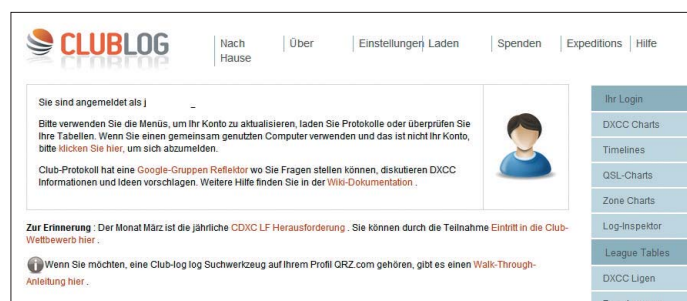 CLUBLOG
Nach Hause
Über
Einstellungen
Laden
Spenden
Expeditions
Hilfe
Sie sind angemeldet als j
Bitte verwenden Sie die Menüs, um Ihr Konto zu aktualisieren, laden Sie Protokolle oder überprüfen Sie
Ihre Tabellen. Wenn Sie einen gemeinsam genutzten Computer verwenden und das ist nicht Ihr Konto,
bitte klicken Sie hier, um sich abzumelden.
Club-Protokoll hat eine Google-Gruppen Reflektor wo Sie Fragen stellen können, diskutieren DXCC
Informationen und Ideen vorschlagen. Weitere Hilfe finden Sie in der Wiki-Dokumentation .
Zur Erinnerung : Der Monat März ist die jährliche CDXC LF Herausforderung . Sie können durch die Teilnahme Eintritt in die Club-
Wettbewerb hier .
Wenn Sie möchten, eine Club-log log Suchwerkzeug auf Ihrem Profil QRZ.com gehören, gibt es einen Walk-Through-
Anleitung hier .
Ihr Login
DXCC Charts
Timelines
QSL-Charts
Zone Charts
Log-Inspektor
League Tables
DXCC Ligen